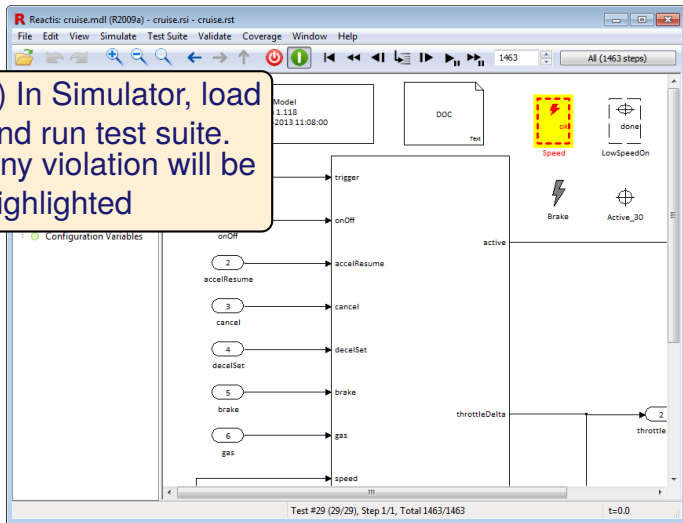 Reactis: cruise.mdl (R2009a) - cruise.rsi - cruise.rst
File Edit View Simulate Test Suite Validate Coverage Window Help
1463
All (1463 steps)
) In Simulator, load
nd run test suite.
ny violation will be
ighlighted
Model
1.118
-2013 11:08:00
DOC
Text
ok
Speed
done
LowSpeedOn
Brake
Active_30
Configuration Variables
trigger
onOff
onOff
active
2
accelResume
accelResume
3
cancel
cancel
4
decelSet
decelSet
5
brake
brake
throttleDelta
2
throttle
6
gas
gas
speed
Test #29 (29/29), Step 1/1, Total 1463/1463
t=0.0